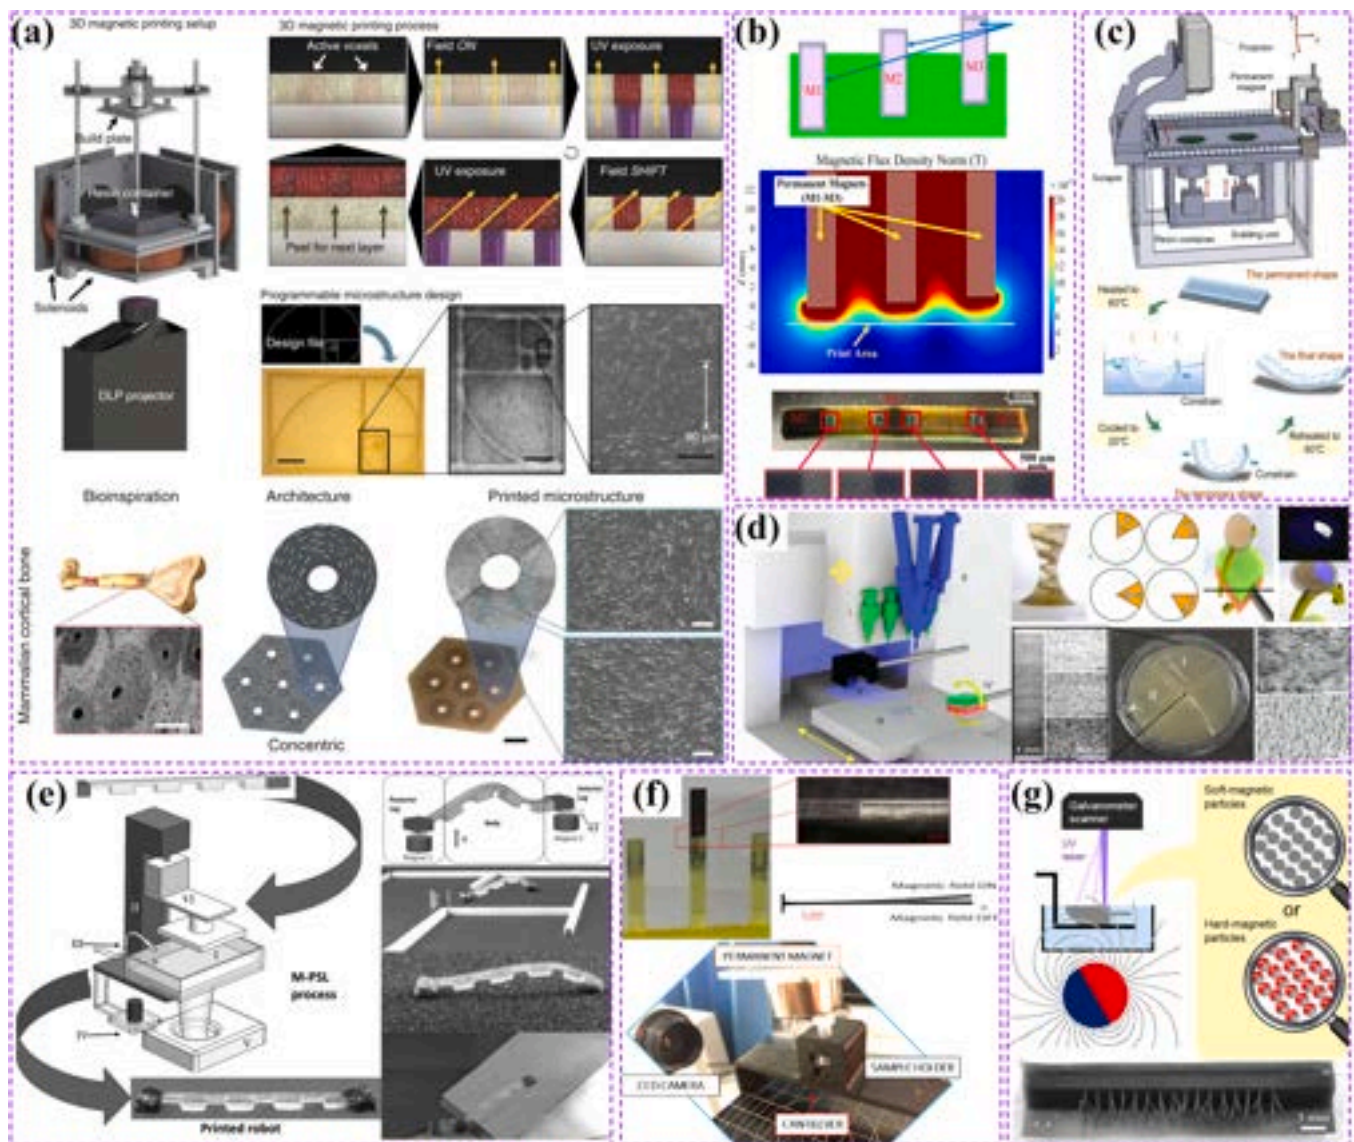 (a)
3D magnetic printing setup
3D magnetic printing process
Active voxels
Field ON
UV exposure
Build plate
Resin container
Solenoids
UV exposure
Field SHIFT
Peel for next layer
DLP projector
Programmable microstructure design
Design file
Bioinspiration
Architecture
Printed microstructure
Mammalian cortical bone
Concentric
(b)
M1
M2
M3
Magnetic Flux Density Norm (T)
Permanent Magnets
(M1-M3)
Print Area
(c)
Projector
Permanent
magnet
Scraper
Resin container
Building unit
The permanent shape
Heated to
60°C
Constrain
The final shape
Cooled to
20°C
Reheated to
60°C
Constrain
The temporary shape
(d)
(e)
M-PSL
process
Printed robot
(f)
Magnetic field ON
Magnetic field OFF
PERMANENT MAGNET
SAMPLE HOLDER
CCD CAMERA
CANTILEVER
(g)
Galvanometer
scanner
UV
laser
Soft-magnetic
particles
or
Hard-magnetic
particles